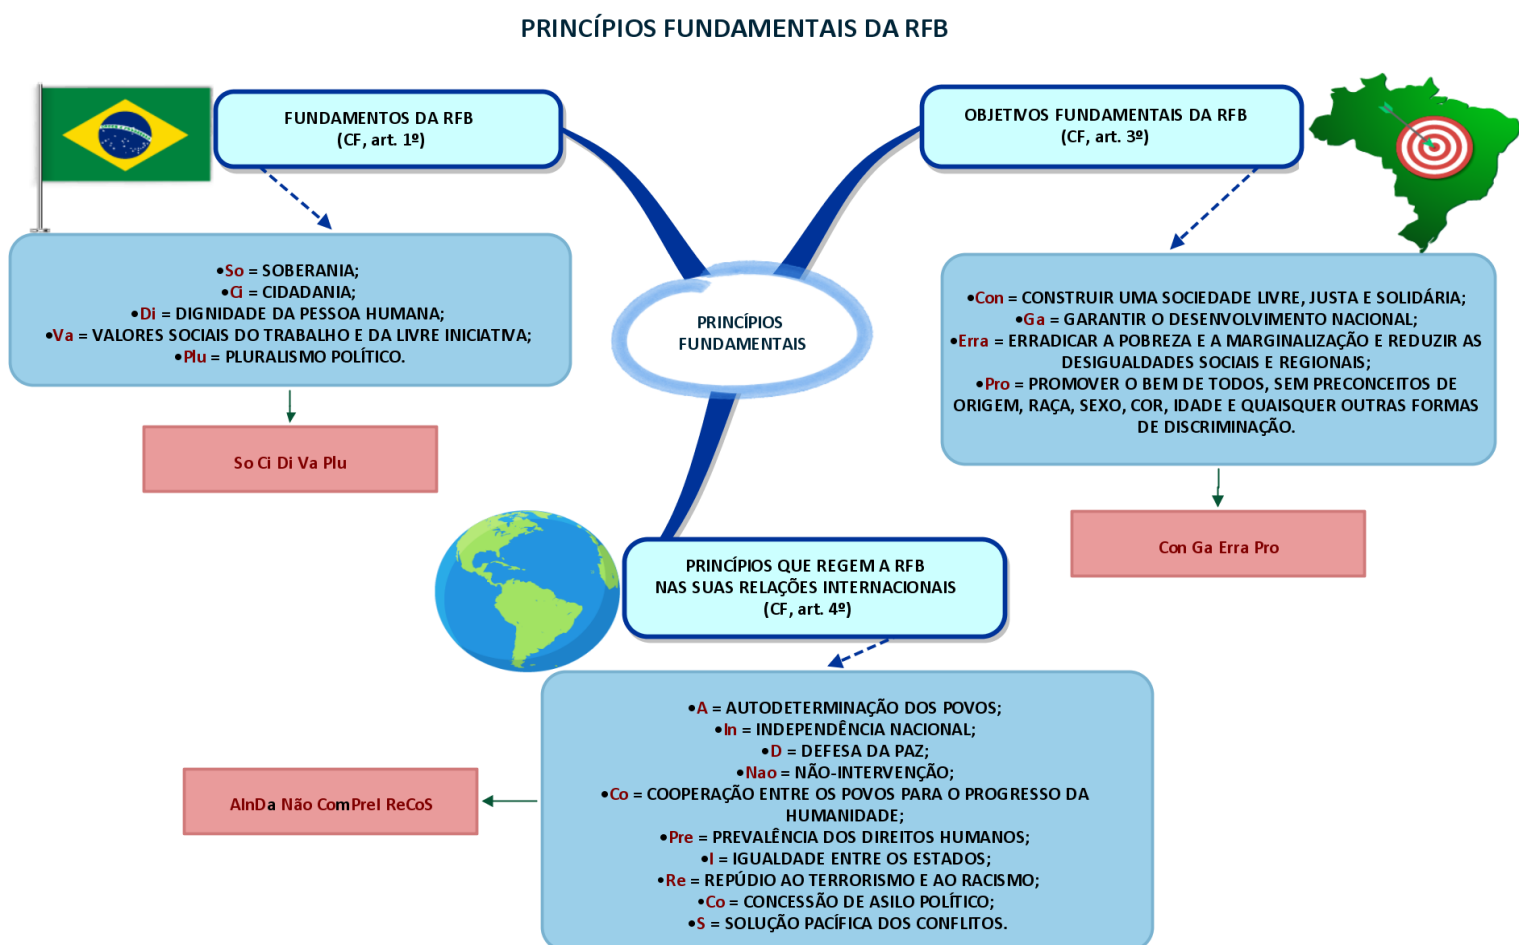 PRINCÍPIOS FUNDAMENTAIS DA RFB
FUNDAMENTOS DA RFB
(CF, art. 1º)
•So = SOBERANIA;
•Ci = CIDADANIA;
•Di = DIGNIDADE DA PESSOA HUMANA;
•Va = VALORES SOCIAIS DO TRABALHO E DA LIVRE INICIATIVA;
•Plu = PLURALISMO POLÍTICO.
So Ci Di Va Plu
PRINCÍPIOS
FUNDAMENTAIS
OBJETIVOS FUNDAMENTAIS DA RFB
(CF, art. 3º)
•Con = CONSTRUIR UMA SOCIEDADE LIVRE, JUSTA E SOLIDÁRIA;
•Ga = GARANTIR O DESENVOLVIMENTO NACIONAL;
•Erra = ERRADICAR A POBREZA E A MARGINALIZAÇÃO E REDUZIR AS
DESIGUALDADES SOCIAIS E REGIONAIS;
•Pro = PROMOVER O BEM DE TODOS, SEM PRECONCEITOS DE
ORIGEM, RAÇA, SEXO, COR, IDADE E QUAISQUER OUTRAS FORMAS
DE DISCRIMINAÇÃO.
Con Ga Erra Pro
PRINCÍPIOS QUE REGEM A RFB
NAS SUAS RELAÇÕES INTERNACIONAIS
(CF, art. 4º)
•A = AUTODETERMINAÇÃO DOS POVOS;
•In = INDEPENDÊNCIA NACIONAL;
•D = DEFESA DA PAZ;
•Nao = NÃO-INTERVENÇÃO;
•Co = COOPERAÇÃO ENTRE OS POVOS PARA O PROGRESSO DA
HUMANIDADE;
•Pre = PREVALÊNCIA DOS DIREITOS HUMANOS;
•I = IGUALDADE ENTRE OS ESTADOS;
•Re = REPÚDIO AO TERRORISMO E AO RACISMO;
•Co = CONCESSÃO DE ASILO POLÍTICO;
•S = SOLUÇÃO PACÍFICA DOS CONFLITOS.
AInDa Não ComPreI ReCoS